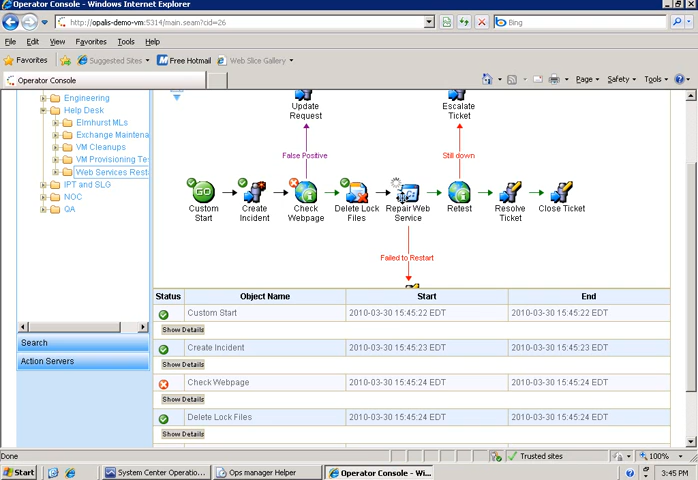 Operator Console - Windows Internet Explorer
http://opalis-demo-vm:5314/main.seam?cid=26
Bing
File Edit View Favorites Tools Help
Favorites Suggested Sites Free Hotmail Web Slice Gallery
Operator Console
Page Safety Tools
Engineering
Help Desk
Elmhurst MLs
Exchange Maintena
VM Cleanups
VM Provisioning Te
Web Services Rest
IPT and SLG
NOC
QA
Search
Action Servers
Update Request
Escalate Ticket
False Positive
Still down
GO
Custom Start
Create Incident
Check Webpage
Delete Lock Files
Repair Web Service
Retest
Resolve Ticket
Close Ticket
Failed to Restart
Status Object Name Start End
Custom Start 2010-03-30 15:45:22 EDT 2010-03-30 15:45:22 EDT
Show Details
Create Incident 2010-03-30 15:45:23 EDT 2010-03-30 15:45:23 EDT
Show Details
Check Webpage 2010-03-30 15:45:24 EDT 2010-03-30 15:45:24 EDT
Show Details
Delete Lock Files 2010-03-30 15:45:24 EDT 2010-03-30 15:45:24 EDT
Show Details
Done Trusted sites 100%
Start System Center Operatio... Ops manager Helper Operator Console - Wi... 3:45 PM